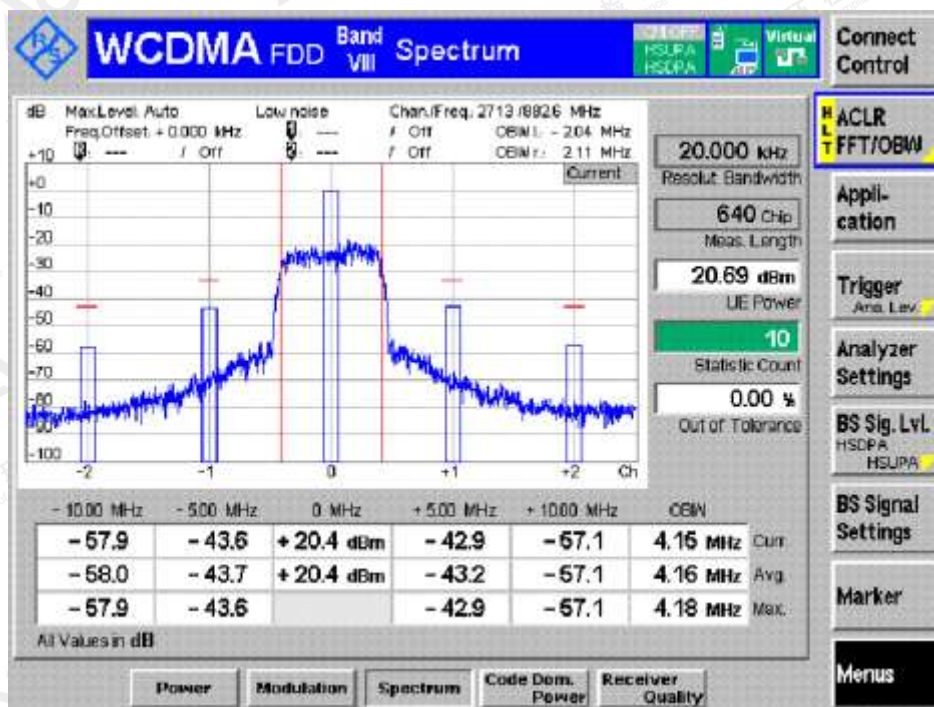 WCDMA FDD Band VIII Spectrum
HSUPA
HSDPA
Virtual
Connect Control
dB Max.Level: Auto Low noise Chan./Freq.: 2713 /882.6 MHz
Freq.Offset: + 0.000 kHz --- / Off OBW l.: - 2.04 MHz
--- / Off --- / Off OBW r.: 2.11 MHz
Current
+10
+0
-10
-20
-30
-40
-50
-60
-70
-80
-90
-100
-2 -1 0 +1 +2 Ch
20.000 kHz
Resolut. Bandwidth
640 Chip
Meas. Length
20.69 dBm
UE Power
10
Statistic Count
0.00 %
Out of Tolerance
- 10.00 MHz - 5.00 MHz 0 MHz + 5.00 MHz + 10.00 MHz OBW
- 57.9 - 43.6 + 20.4 dBm - 42.9 - 57.1 4.15 MHz Curr.
- 58.0 - 43.7 + 20.4 dBm - 43.2 - 57.1 4.16 MHz Avg.
- 57.9 - 43.6 - 42.9 - 57.1 4.18 MHz Max.
All Values in dB
Power Modulation Spectrum Code Dom. Power Receiver Quality
HLT
ACLR
FFT/OBW
Appli-
cation
Trigger
Ana. Lev.
Analyzer
Settings
BS Sig. Lvl.
HSDPA
HSUPA
BS Signal
Settings
Marker
Menus